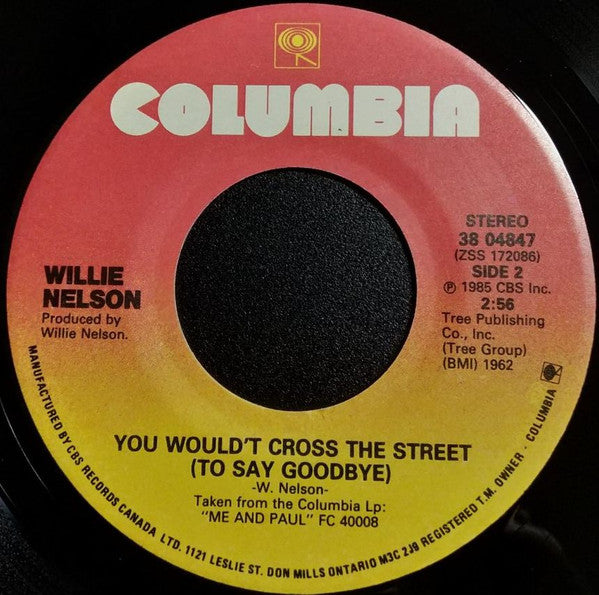 COLUMBIA
STEREO
38 04847
(ZSS 172086)
SIDE 2
℗ 1985 CBS Inc.
2:56
Tree Publishing
Co., Inc.
(Tree Group)
(BMI) 1962
WILLIE
NELSON
Produced by
Willie Nelson.
YOU WOULD'T CROSS THE STREET
(TO SAY GOODBYE)
-W. Nelson-
Taken from the Columbia Lp:
"ME AND PAUL" FC 40008
MANUFACTURED BY CBS RECORDS CANADA LTD. 1121 LESLIE ST. DON MILLS ONTARIO M3C 2J9 REGISTERED T.M. OWNER · COLUMBIA